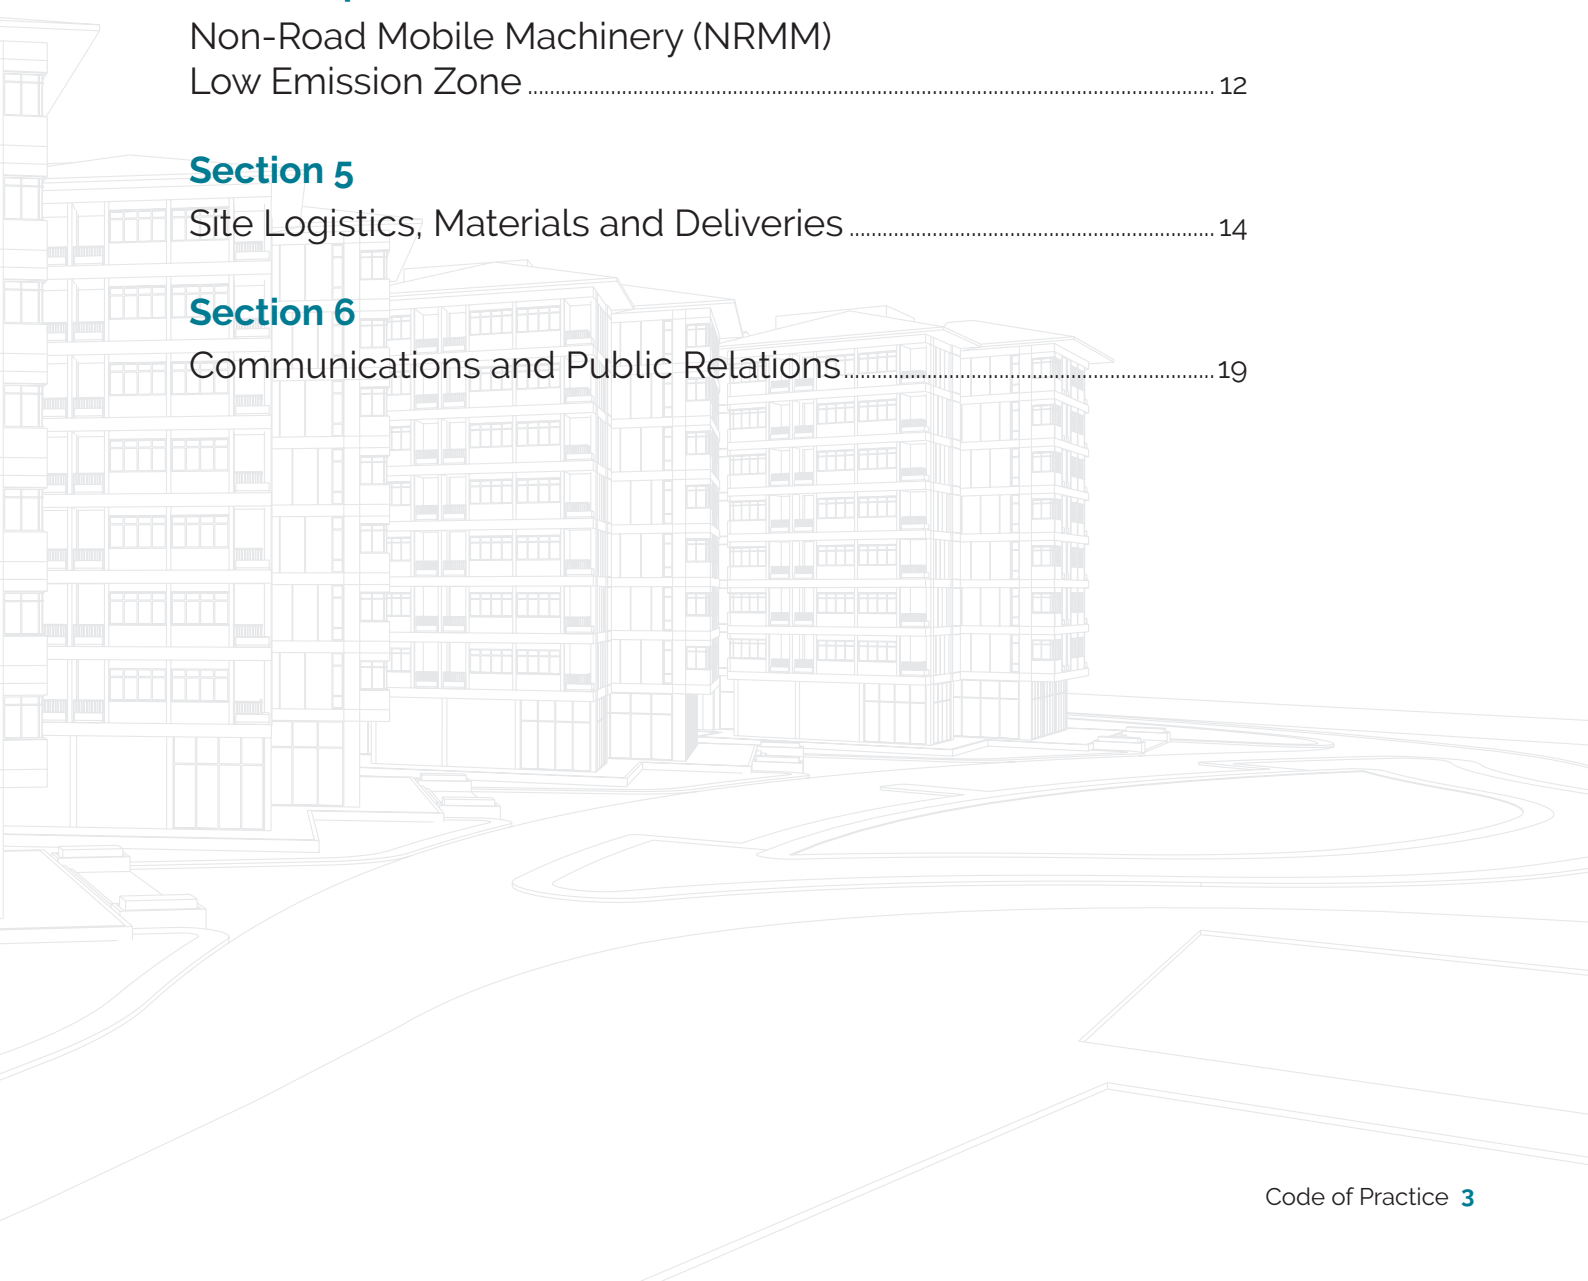 Non-Road Mobile Machinery (NRMM)
Low Emission Zone ........ 12
Section 5
Site Logistics, Materials and Deliveries ........ 14
Section 6
Communications and Public Relations ........ 19
Code of Practice 3